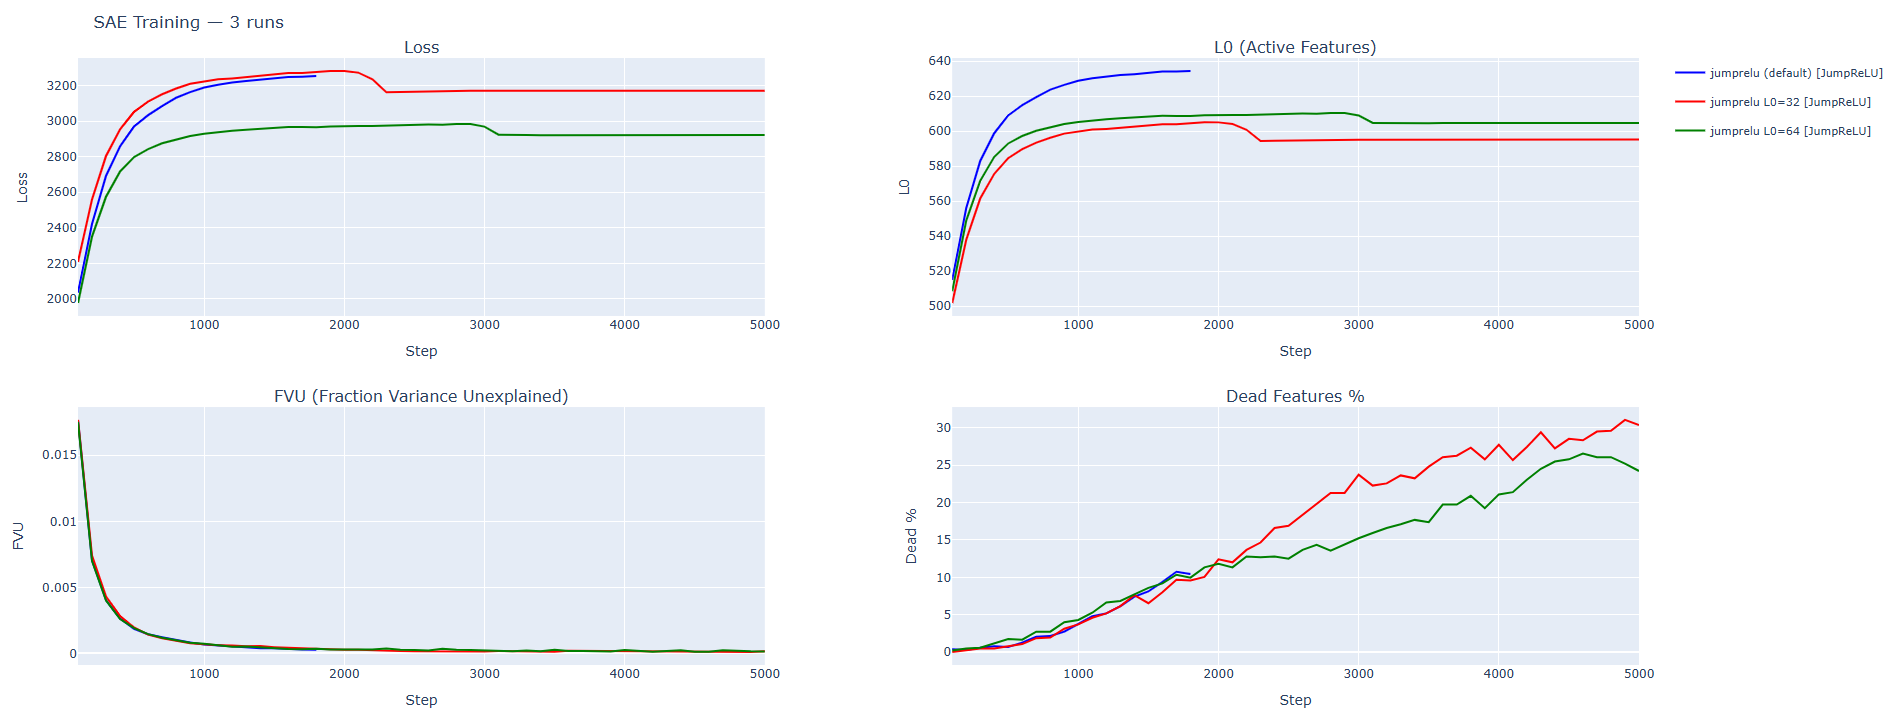 SAE Training — 3 runs
Loss
3200
3000
2800
2600
2400
2200
2000
Loss
1000 2000 3000 4000 5000
Step
L0 (Active Features)
640
620
600
580
560
540
520
500
L0
1000 2000 3000 4000 5000
Step
jumprelu (default) [JumpReLU]
jumprelu L0=32 [JumpReLU]
jumprelu L0=64 [JumpReLU]
FVU (Fraction Variance Unexplained)
0.015
0.01
0.005
0
FVU
1000 2000 3000 4000 5000
Step
Dead Features %
30
25
20
15
10
5
0
Dead %
1000 2000 3000 4000 5000
Step